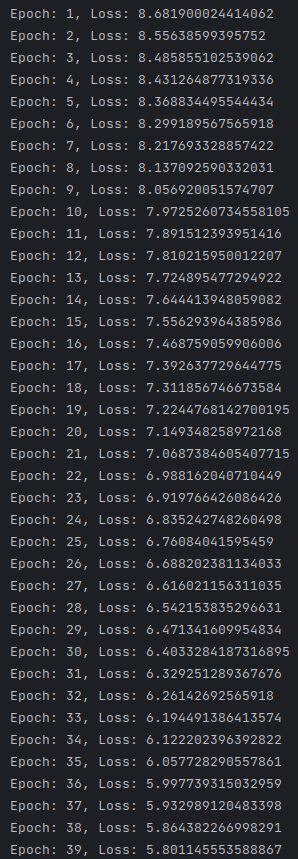 Epoch: 1, Loss: 8.681900024414062
Epoch: 2, Loss: 8.55638599395752
Epoch: 3, Loss: 8.485855102539062
Epoch: 4, Loss: 8.431264877319336
Epoch: 5, Loss: 8.368834495544434
Epoch: 6, Loss: 8.299189567565918
Epoch: 7, Loss: 8.217693328857422
Epoch: 8, Loss: 8.137092590332031
Epoch: 9, Loss: 8.056920051574707
Epoch: 10, Loss: 7.9725260734558105
Epoch: 11, Loss: 7.891512393951416
Epoch: 12, Loss: 7.810215950012207
Epoch: 13, Loss: 7.724895477294922
Epoch: 14, Loss: 7.644413948059082
Epoch: 15, Loss: 7.556293964385986
Epoch: 16, Loss: 7.468759059906006
Epoch: 17, Loss: 7.392637729644775
Epoch: 18, Loss: 7.311856746673584
Epoch: 19, Loss: 7.2244768142700195
Epoch: 20, Loss: 7.149348258972168
Epoch: 21, Loss: 7.0687384605407715
Epoch: 22, Loss: 6.988162040710449
Epoch: 23, Loss: 6.919766426086426
Epoch: 24, Loss: 6.835242748260498
Epoch: 25, Loss: 6.76084041595459
Epoch: 26, Loss: 6.688202381134033
Epoch: 27, Loss: 6.616021156311035
Epoch: 28, Loss: 6.542153835296631
Epoch: 29, Loss: 6.471341609954834
Epoch: 30, Loss: 6.4033284187316895
Epoch: 31, Loss: 6.329251289367676
Epoch: 32, Loss: 6.26142692565918
Epoch: 33, Loss: 6.194491386413574
Epoch: 34, Loss: 6.122202396392822
Epoch: 35, Loss: 6.057728290557861
Epoch: 36, Loss: 5.997739315032959
Epoch: 37, Loss: 5.932989120483398
Epoch: 38, Loss: 5.864382266998291
Epoch: 39, Loss: 5.801145553588867